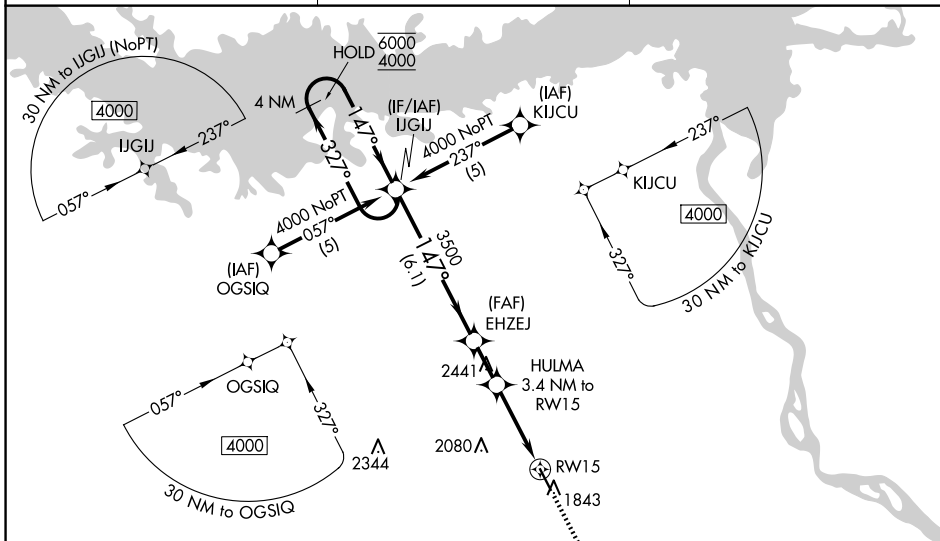 30 NM to IJGIJ (NoPT)
4000
237°
IJGIJ
057°
HOLD
6000
4000
4 NM
147°
327°
(IF/IAF)
IJGIJ
(IAF)
KIJCU
4000 NoPT
237°
(5)
4000 NoPT
057°
(5)
(IAF)
OGSIQ
3500
147°
(6.1)
237°
KIJCU
4000
327°
30 NM to KIJCU
(FAF)
EHZEJ
2441
HULMA
3.4 NM to
RW15
OGSIQ
057°
327°
4000
30 NM to OGSIQ
2344
2080
RW15
1843